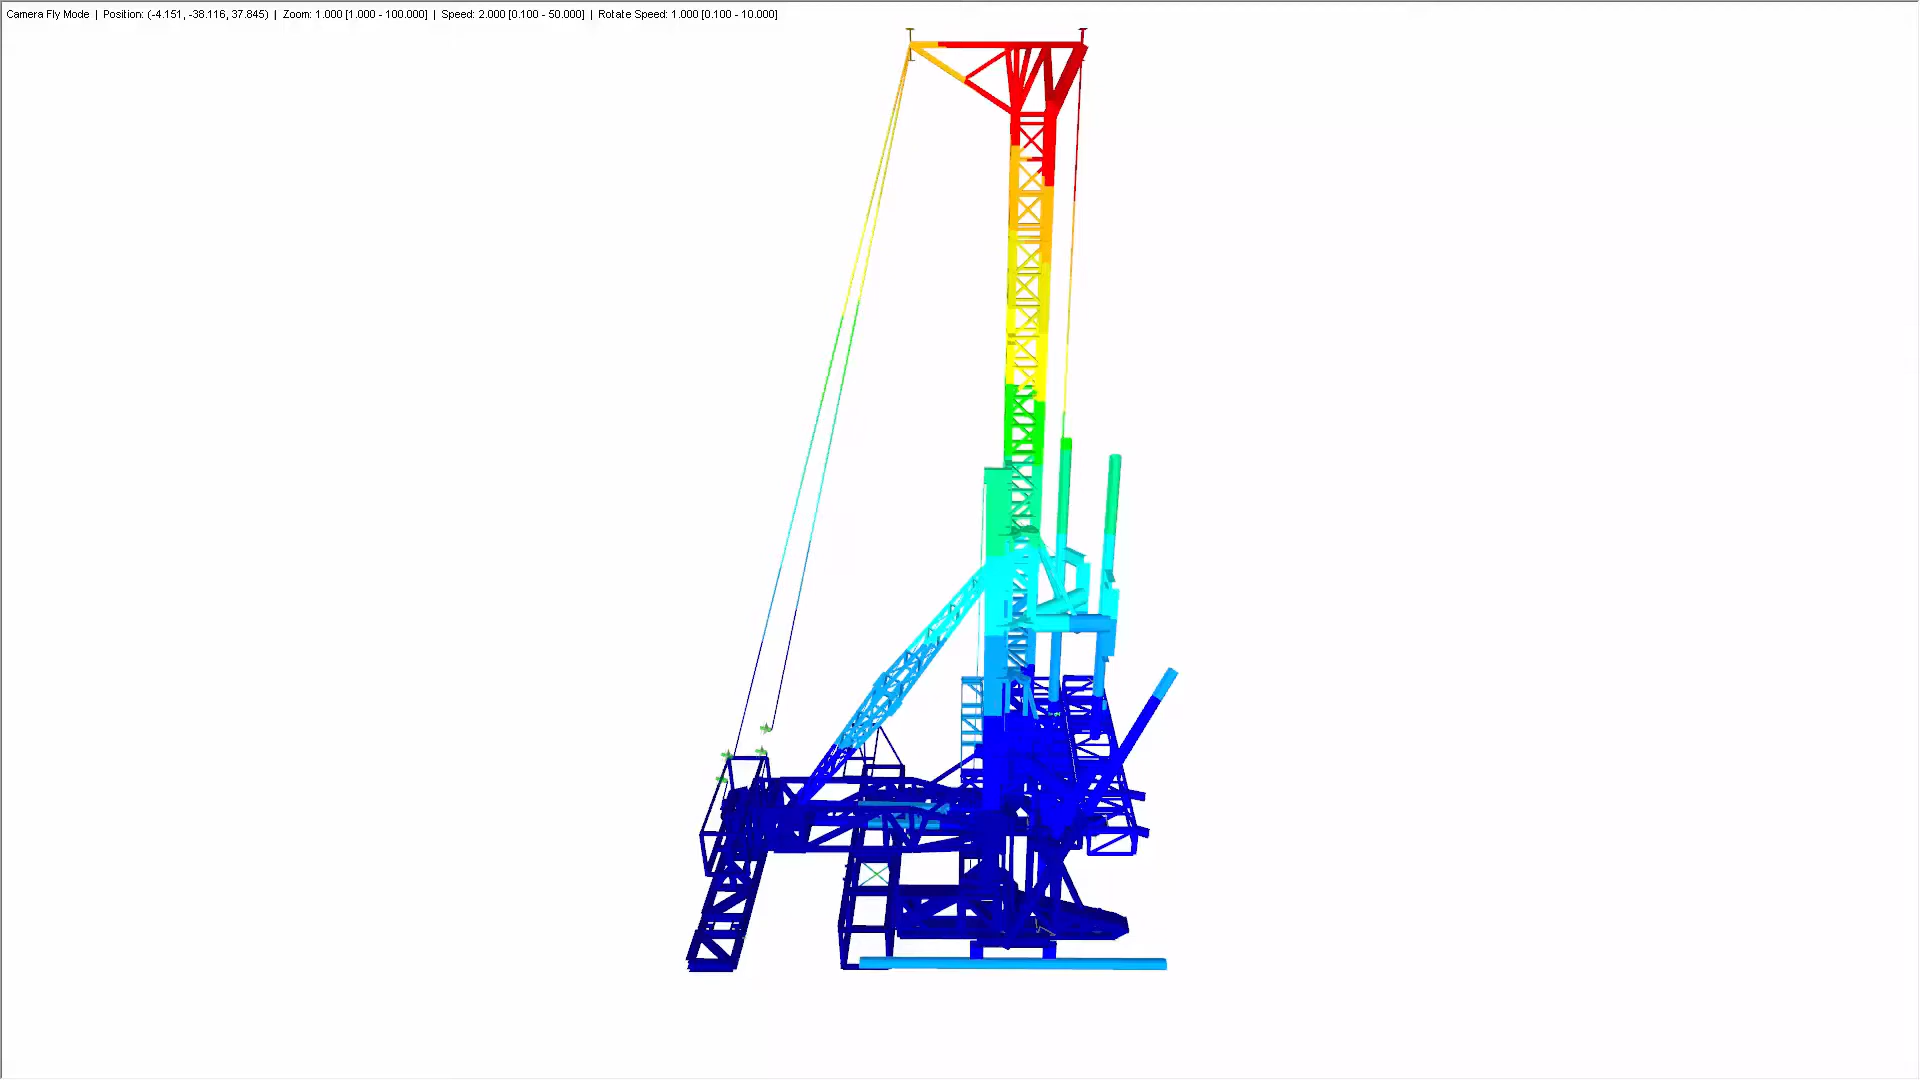 Camera Fly Mode | Position: (-4.151, -38.116, 37.845) | Zoom: 1.000 [1.000 - 100.000] | Speed: 2.000 [0.100 - 50.000] | Rotate Speed: 1.000 [0.100 - 10.000]